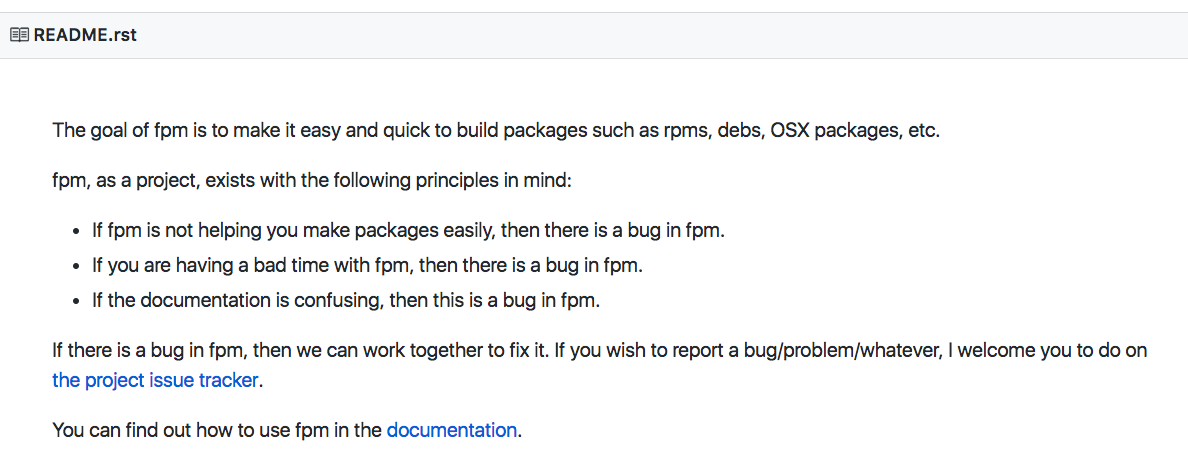 README.rst
The goal of fpm is to make it easy and quick to build packages such as rpms, debs, OSX packages, etc.
fpm, as a project, exists with the following principles in mind:
• If fpm is not helping you make packages easily, then there is a bug in fpm.
• If you are having a bad time with fpm, then there is a bug in fpm.
• If the documentation is confusing, then this is a bug in fpm.
If there is a bug in fpm, then we can work together to fix it. If you wish to report a bug/problem/whatever, I welcome you to do on
the project issue tracker.
You can find out how to use fpm in the documentation.